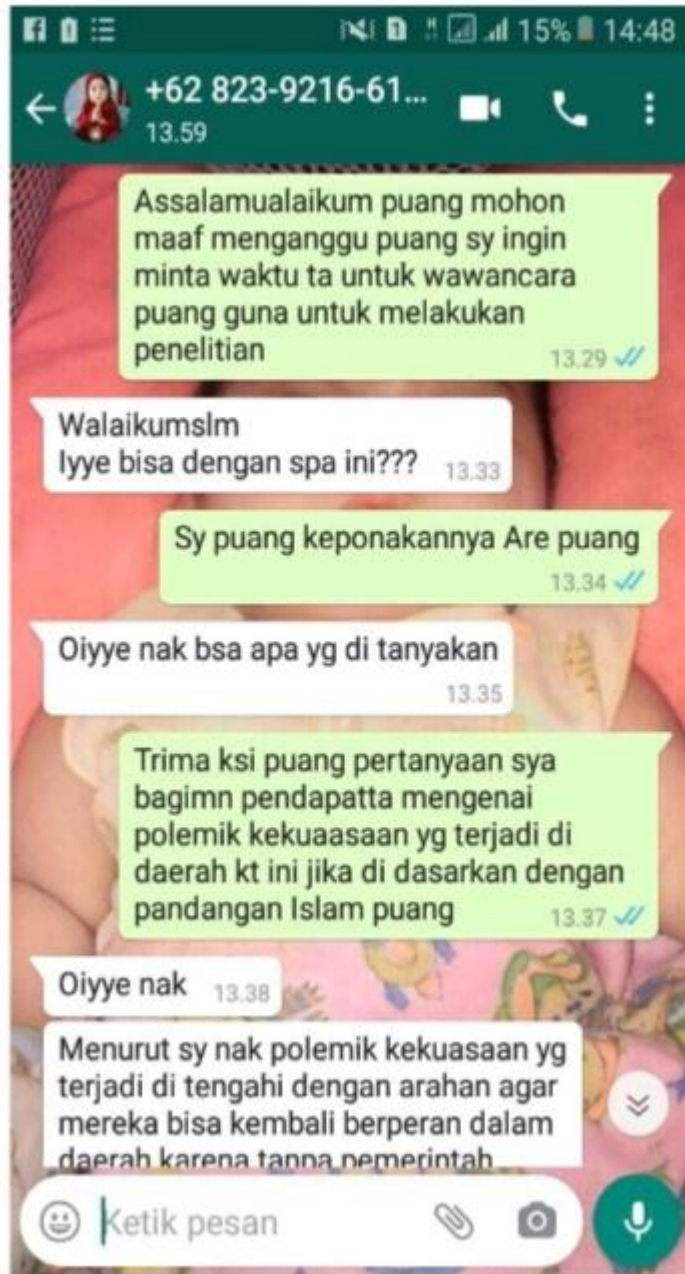 15% 14:48
+62 823-9216-61...
13.59
Assalamualaikum puang mohon
maaf menganggu puang sy ingin
minta waktu ta untuk wawancara
puang guna untuk melakukan
penelitian 13.29
Walaikumslm
Iyye bisa dengan spa ini??? 13.33
Sy puang keponakannya Are puang
13.34
Oiyye nak bsa apa yg di tanyakan
13.35
Trima ksi puang pertanyaan sya
bagimn pendapatta mengenai
polemik kekuaasaan yg terjadi di
daerah kt ini jika di dasarkan dengan
pandangan Islam puang 13.37
Oiyye nak 13.38
Menurut sy nak polemik kekuasaan yg
terjadi di tengahi dengan arahan agar
mereka bisa kembali berperan dalam
daerah karena tanpa pemerintah
Ketik pesan